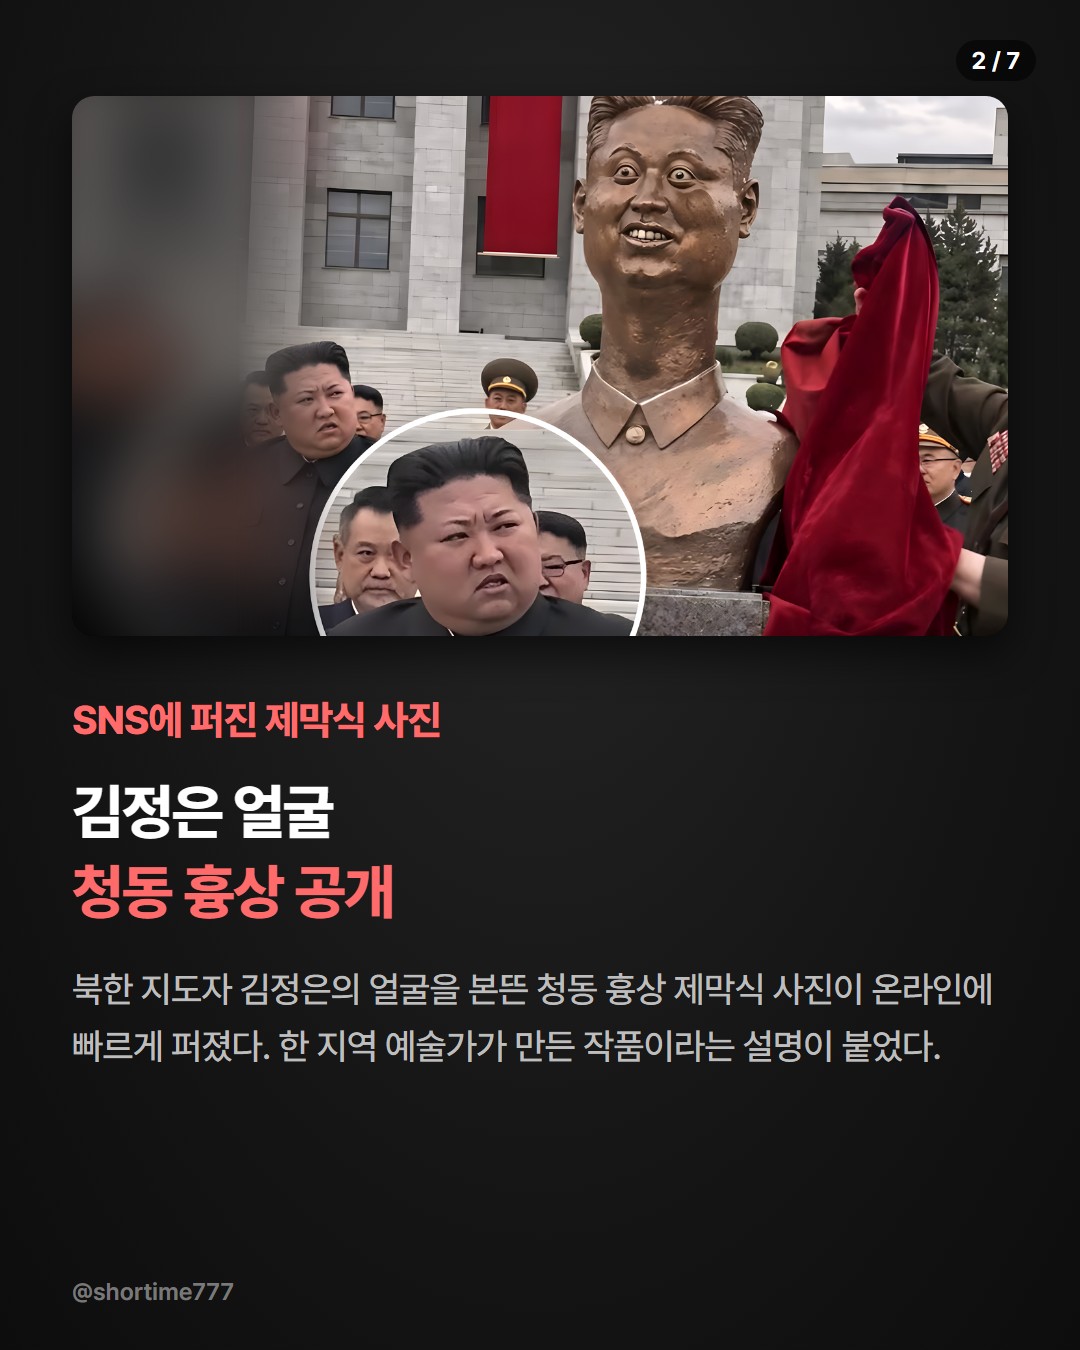 2 / 7
SNS에 퍼진 제막식 사진
김정은 얼굴
청동 흉상 공개
북한 지도자 김정은의 얼굴을 본뜬 청동 흉상 제막식 사진이 온라인에
빠르게 퍼졌다. 한 지역 예술가가 만든 작품이라는 설명이 붙었다.
@shortime777